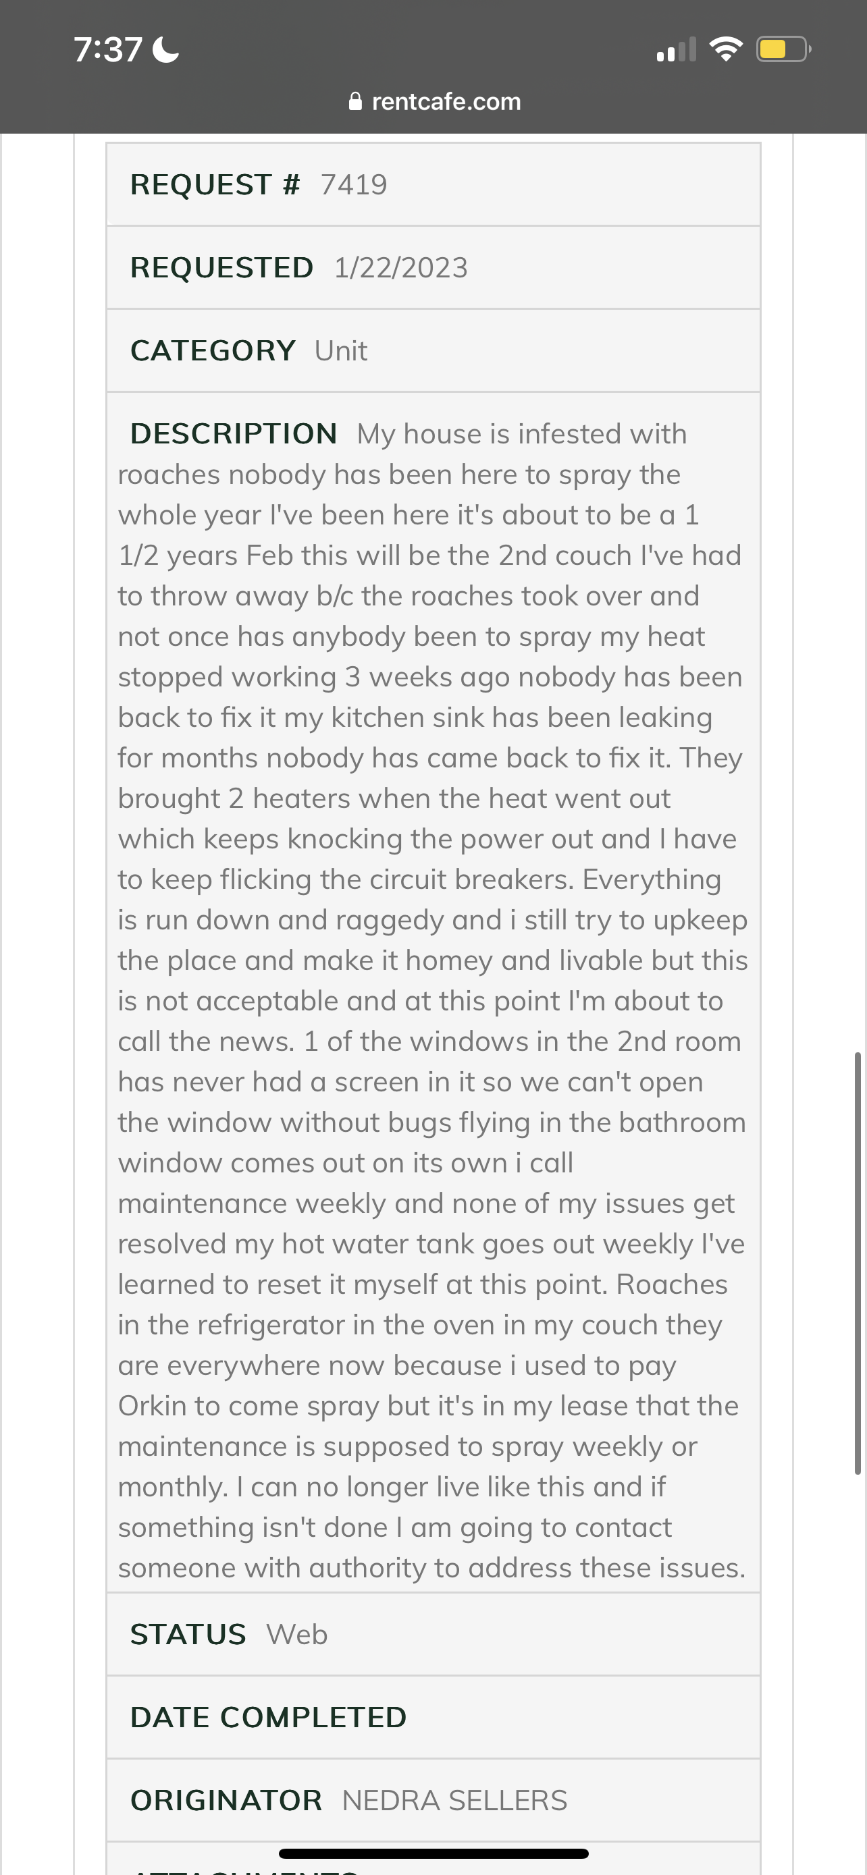 7:37
rentcafe.com
REQUEST # 7419
REQUESTED 1/22/2023
CATEGORY Unit
DESCRIPTION My house is infested with
roaches nobody has been here to spray the
whole year I've been here it's about to be a 1
1/2 years Feb this will be the 2nd couch I've had
to throw away b/c the roaches took over and
not once has anybody been to spray my heat
stopped working 3 weeks ago nobody has been
back to fix it my kitchen sink has been leaking
for months nobody has came back to fix it. They
brought 2 heaters when the heat went out
which keeps knocking the power out and I have
to keep flicking the circuit breakers. Everything
is run down and raggedy and i still try to upkeep
the place and make it homey and livable but this
is not acceptable and at this point I'm about to
call the news. 1 of the windows in the 2nd room
has never had a screen in it so we can't open
the window without bugs flying in the bathroom
window comes out on its own i call
maintenance weekly and none of my issues get
resolved my hot water tank goes out weekly I've
learned to reset it myself at this point. Roaches
in the refrigerator in the oven in my couch they
are everywhere now because i used to pay
Orkin to come spray but it's in my lease that the
maintenance is supposed to spray weekly or
monthly. I can no longer live like this and if
something isn't done I am going to contact
someone with authority to address these issues.
STATUS Web
DATE COMPLETED
ORIGINATOR NEDRA SELLERS